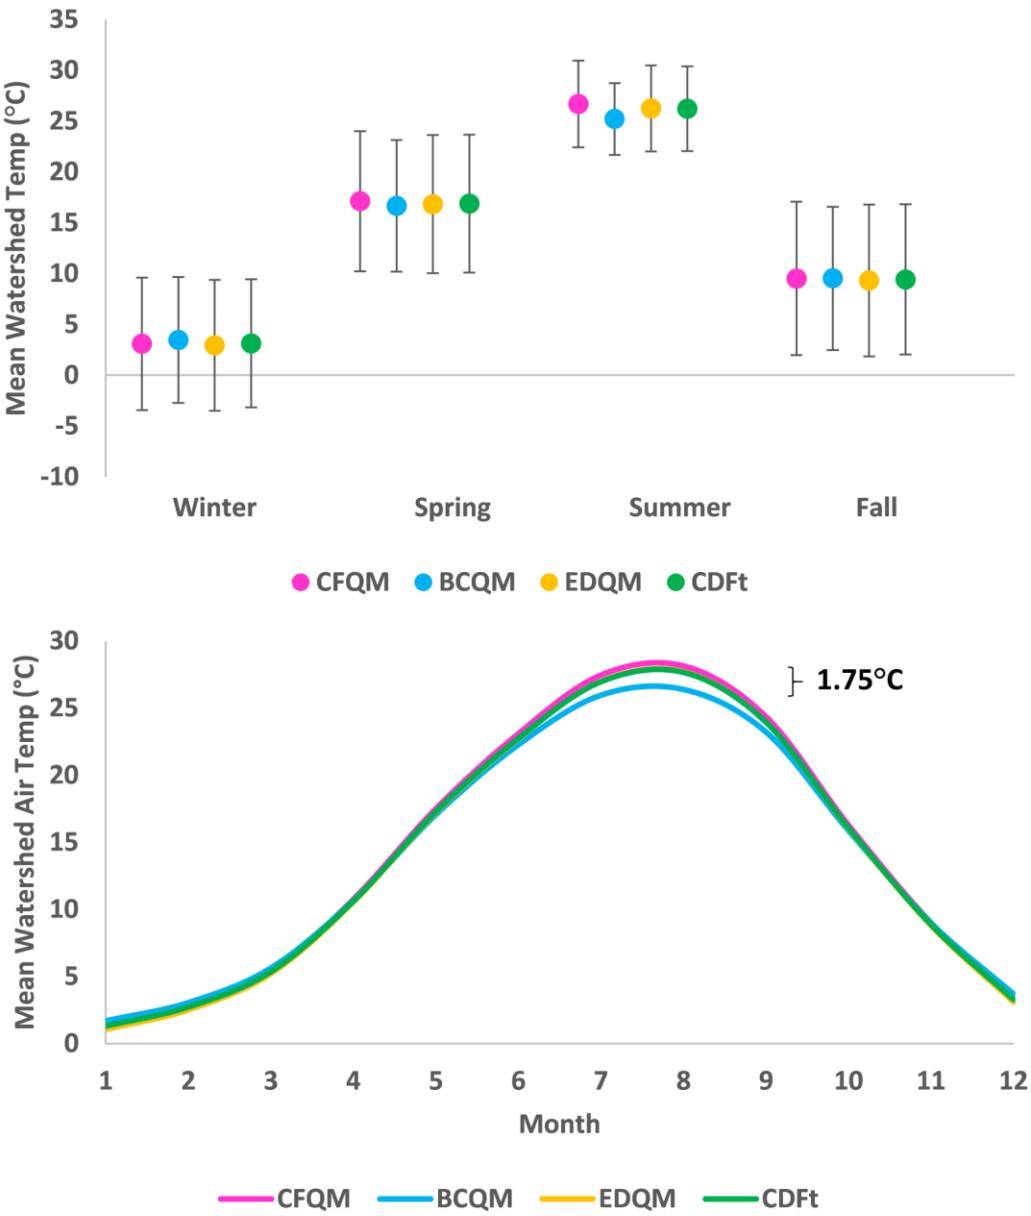 Mean Watershed Temp (°C)
35
30
25
20
15
10
5
0
-5
-10
Winter Spring Summer Fall
CFQM BCQM EDQM CDFt
Mean Watershed Air Temp (°C)
30
25
20
15
10
5
0
1.75°C
1 2 3 4 5 6 7 8 9 10 11 12
Month
CFQM BCQM EDQM CDFt